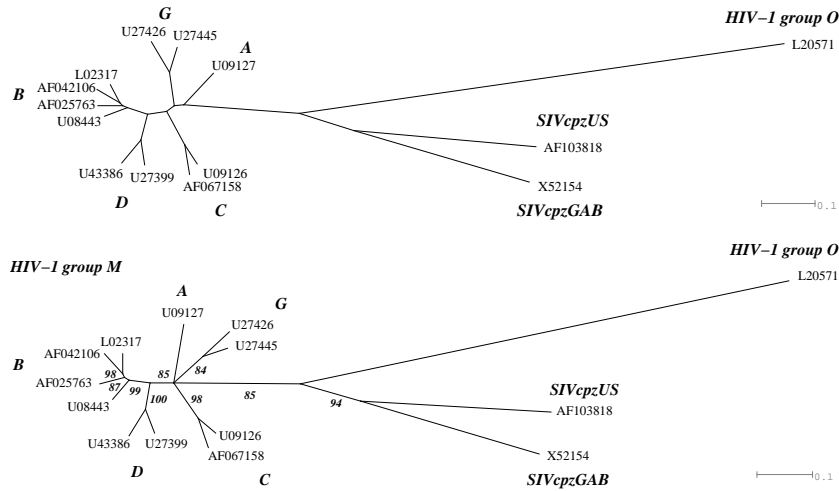 G
HIV−1 group O
U27426
U27445
A
L20571
U09127
L02317
B
AF042106
AF025763
U08443
SIVcpzUS
AF103818
U43386
U27399
U09126
AF067158
X52154
D
C
SIVcpzGAB
0.1
HIV−1 group O
HIV−1 group M
L20571
A
G
U09127
U27426
L02317
U27445
AF042106
B
98
85
84
AF025763
87
99
SIVcpzUS
U08443
100
98
85
94
AF103818
U09126
U43386
U27399
AF067158
X52154
D
C
SIVcpzGAB
0.1